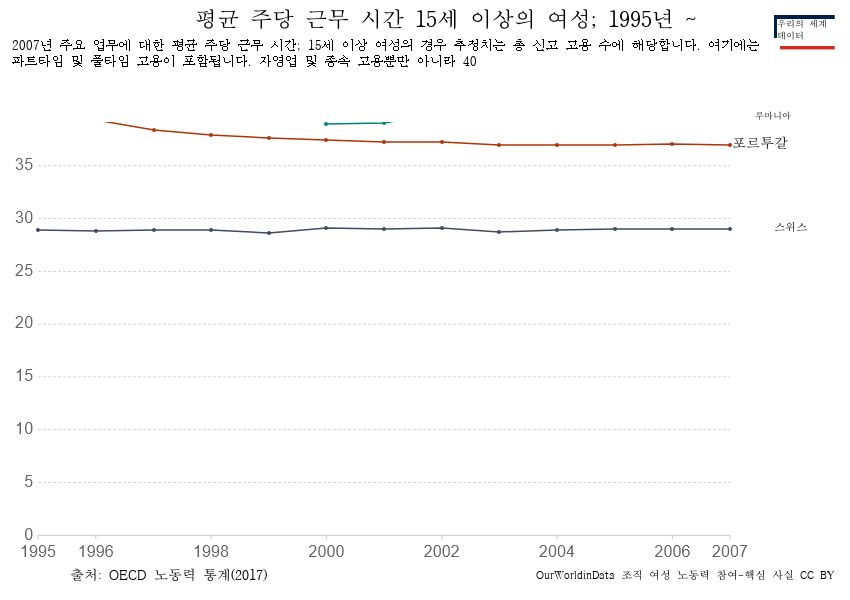 평균 주당 근무 시간 15세 이상의 여성; 1995년 ~
우리의 세계
데이터
2007년 주요 업무에 대한 평균 주당 근무 시간; 15세 이상 여성의 경우 추정치는 총 신고 고용 수에 해당합니다. 여기에는
파트타임 및 풀타임 고용이 포함됩니다. 자영업 및 종속 고용뿐만 아니라 40
루마니아
포르투갈
35
30
스위스
25
20
15
10
5
0
1995 1996 1998 2000 2002 2004 2006 2007
출처: OECD 노동력 통계(2017)
OurWorldinData 조직 여성 노동력 참여-핵심 사실 CC BY